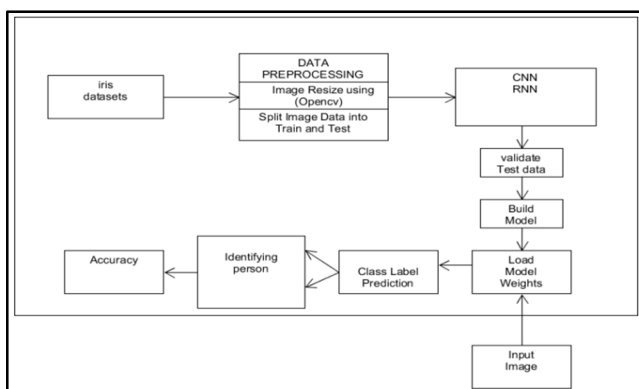 iris
datasets
DATA
PREPROCESSING
Image Resize using
(Opencv)
Split Image Data into
Train and Test
CNN
RNN
validate
Test data
Build
Model
Load
Model
Weights
Class Label
Prediction
Identifying
person
Accuracy
Input
Image